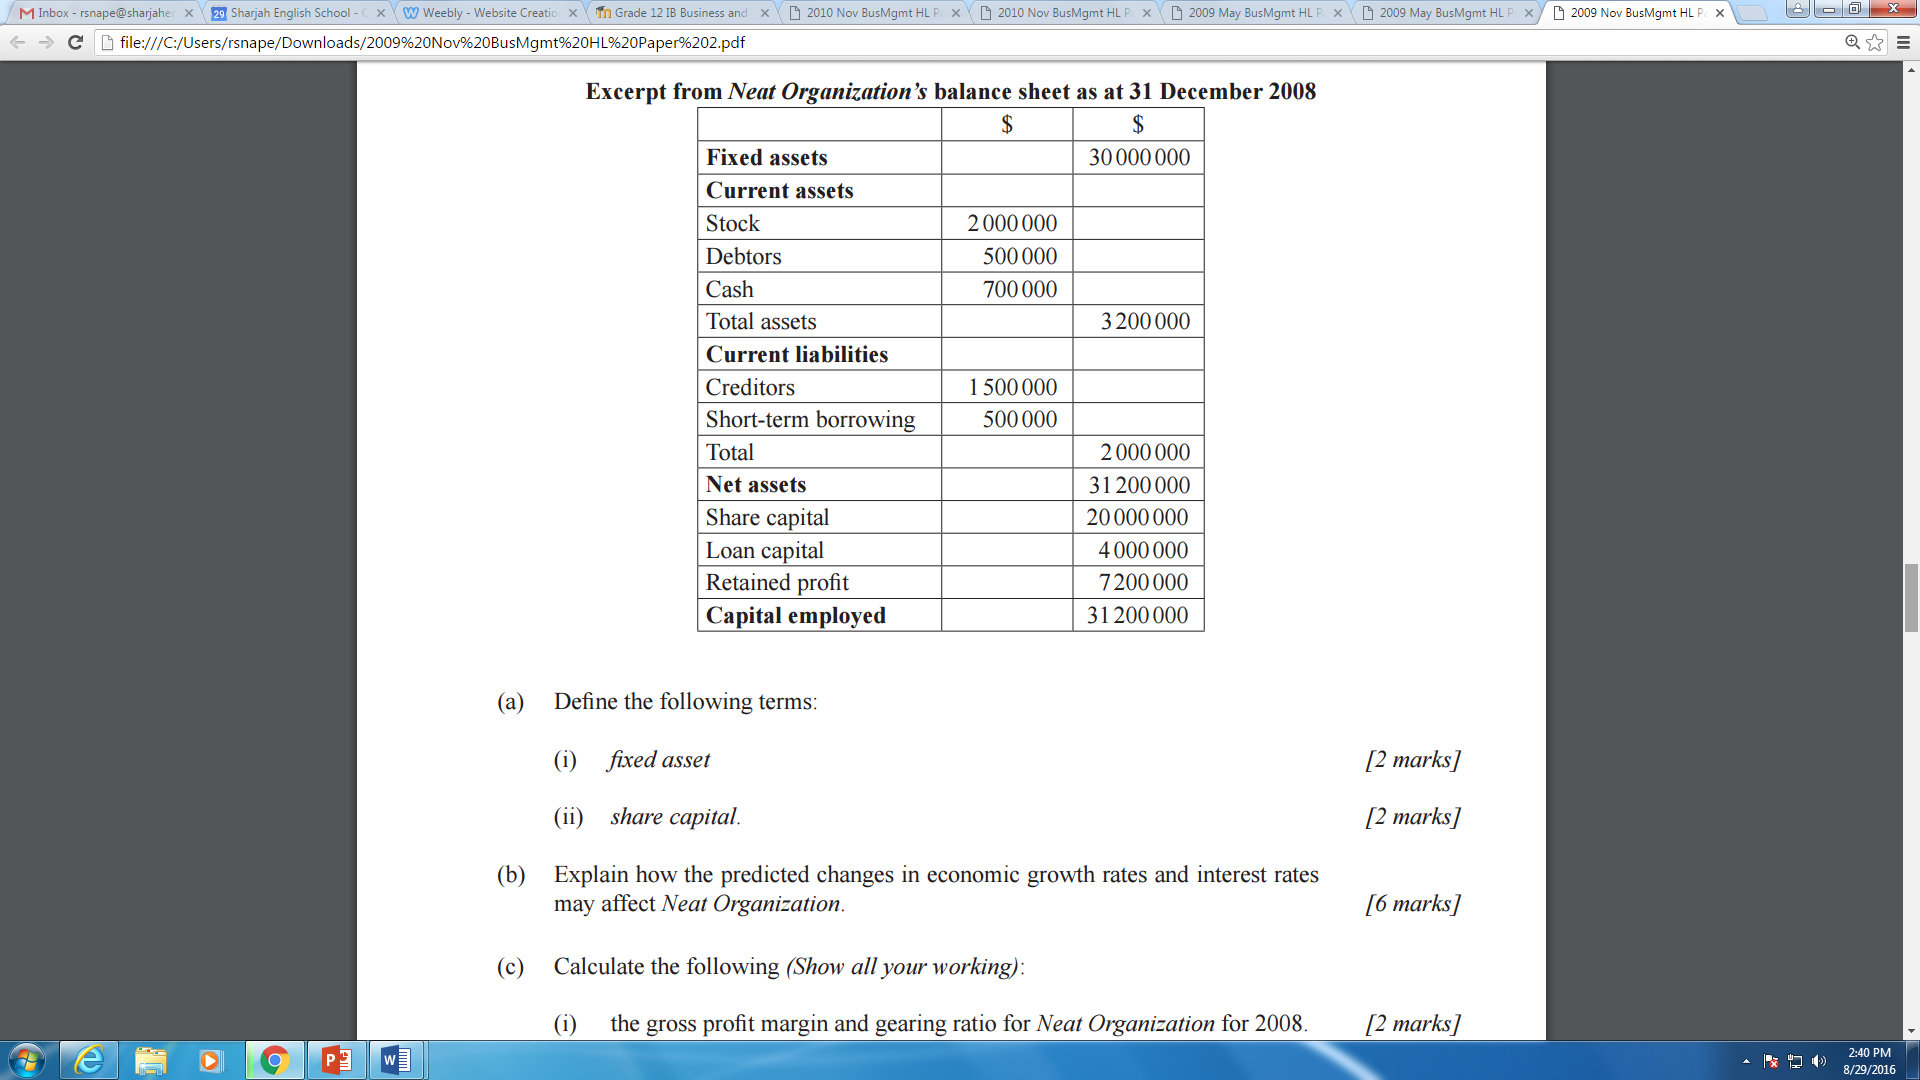 Inbox - rsnape@sharjaher
29 Sharjah English School -
Weebly - Website Creatio
Grade 12 IB Business and
2010 Nov BusMgmt HL P
2010 Nov BusMgmt HL P
2009 May BusMgmt HL P
2009 May BusMgmt HL P
2009 Nov BusMgmt HL P
file:///C:/Users/rsnape/Downloads/2009%20Nov%20BusMgmt%20HL%20Paper%202.pdf
Excerpt from Neat Organization's balance sheet as at 31 December 2008
$ $
Fixed assets 30 000 000
Current assets
Stock 2 000 000
Debtors 500 000
Cash 700 000
Total assets 3 200 000
Current liabilities
Creditors 1 500 000
Short-term borrowing 500 000
Total 2 000 000
Net assets 31 200 000
Share capital 20 000 000
Loan capital 4 000 000
Retained profit 7 200 000
Capital employed 31 200 000
(a) Define the following terms:
(i) fixed asset [2 marks]
(ii) share capital. [2 marks]
(b) Explain how the predicted changes in economic growth rates and interest rates
may affect Neat Organization. [6 marks]
(c) Calculate the following (Show all your working):
(i) the gross profit margin and gearing ratio for Neat Organization for 2008. [2 marks]
2:40 PM
8/29/2016